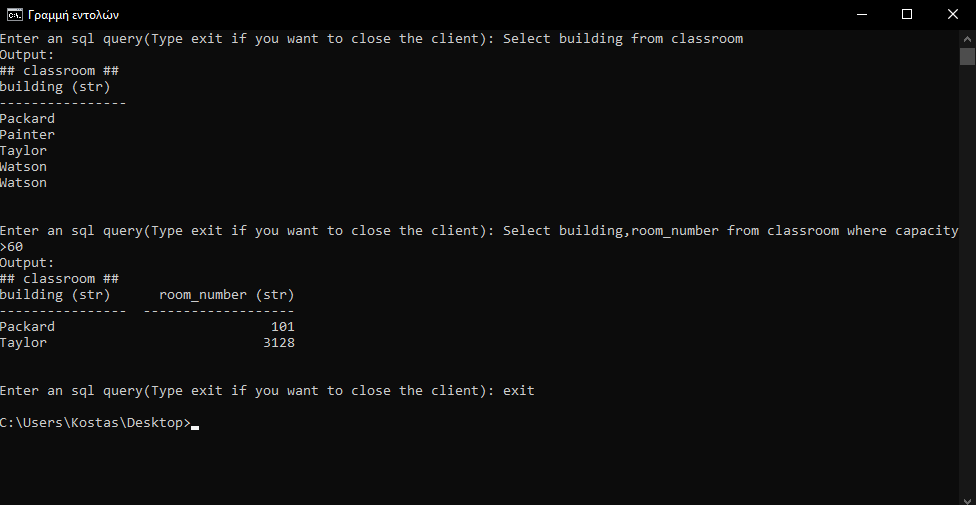 Γραμμή εντολών
Enter an sql query(Type exit if you want to close the client): Select building from classroom
Output:
## classroom ##
building (str)
----------------
Packard
Painter
Taylor
Watson
Watson
Enter an sql query(Type exit if you want to close the client): Select building,room_number from classroom where capacity
>60
Output:
## classroom ##
building (str)      room_number (str)
----------------  -------------------
Packard                           101
Taylor                           3128
Enter an sql query(Type exit if you want to close the client): exit
C:\Users\Kostas\Desktop>